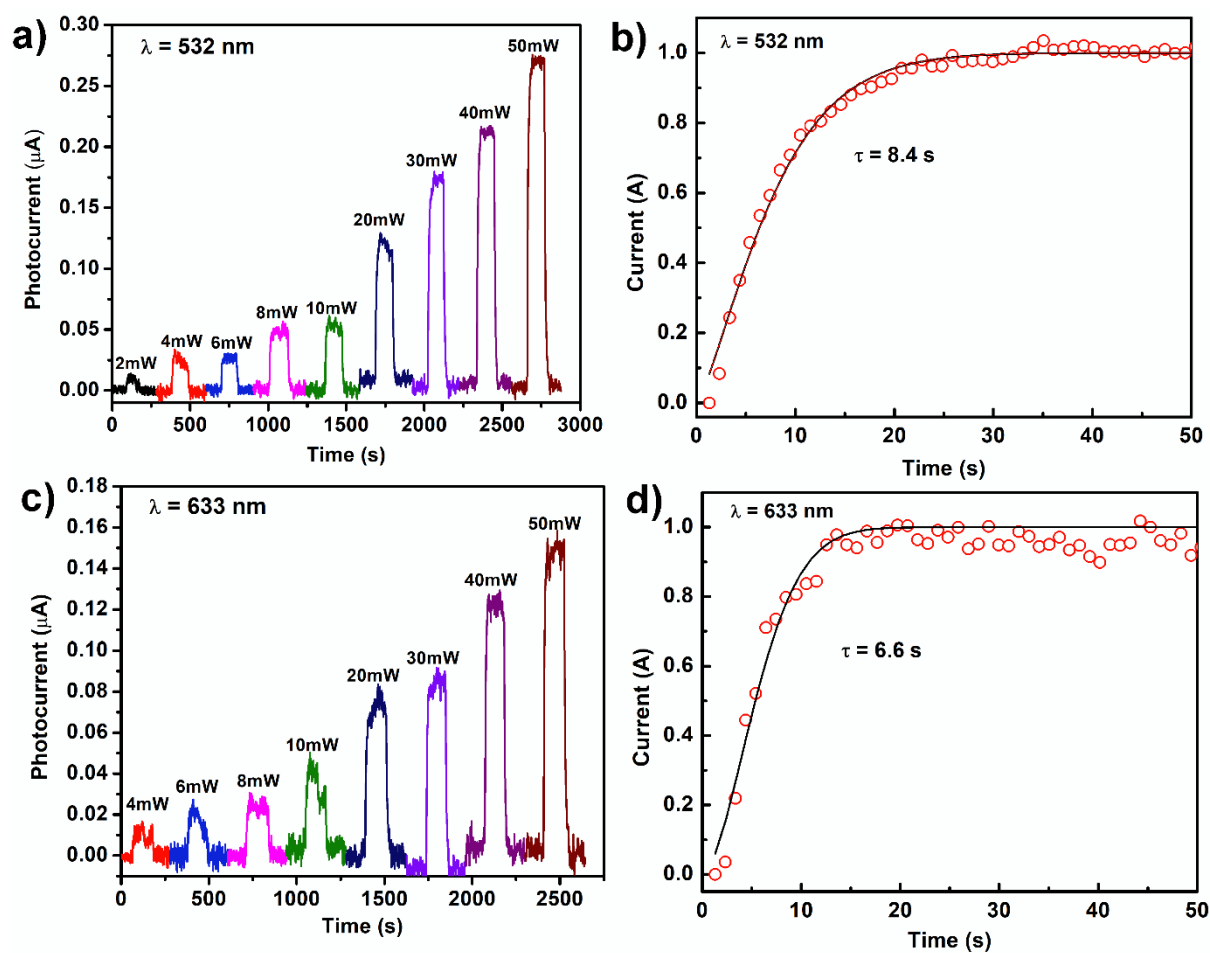 a)
λ = 532 nm
0.30
0.25
0.20
0.15
0.10
0.05
0.00
Photocurrent (μA)
2mW
4mW
6mW
8mW
10mW
20mW
30mW
40mW
50mW
0 500 1000 1500 2000 2500 3000
Time (s)
b)
λ = 532 nm
1.0
0.8
0.6
0.4
0.2
0.0
Current (A)
τ = 8.4 s
0 10 20 30 40 50
Time (s)
c)
λ = 633 nm
0.18
0.16
0.14
0.12
0.10
0.08
0.06
0.04
0.02
0.00
Photocurrent (μA)
4mW
6mW
8mW
10mW
20mW
30mW
40mW
50mW
0 500 1000 1500 2000 2500
Time (s)
d)
λ = 633 nm
1.0
0.8
0.6
0.4
0.2
0.0
Current (A)
τ = 6.6 s
0 10 20 30 40 50
Time (s)